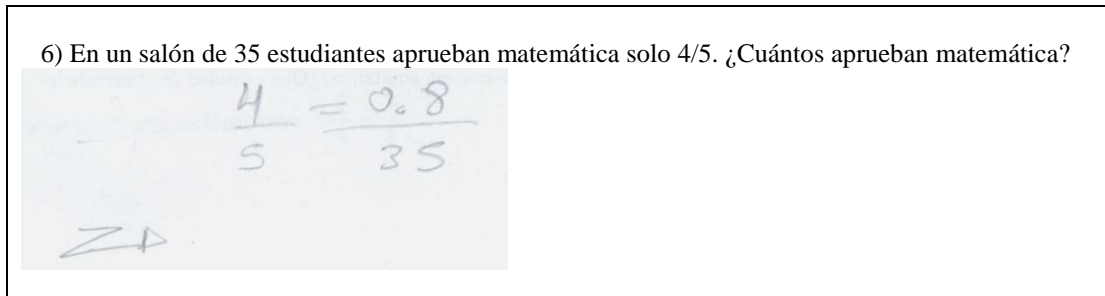 6) En un salón de 35 estudiantes aprueban matemática solo 4/5. ¿Cuántos aprueban matemática?
4/5 = 0.8/35